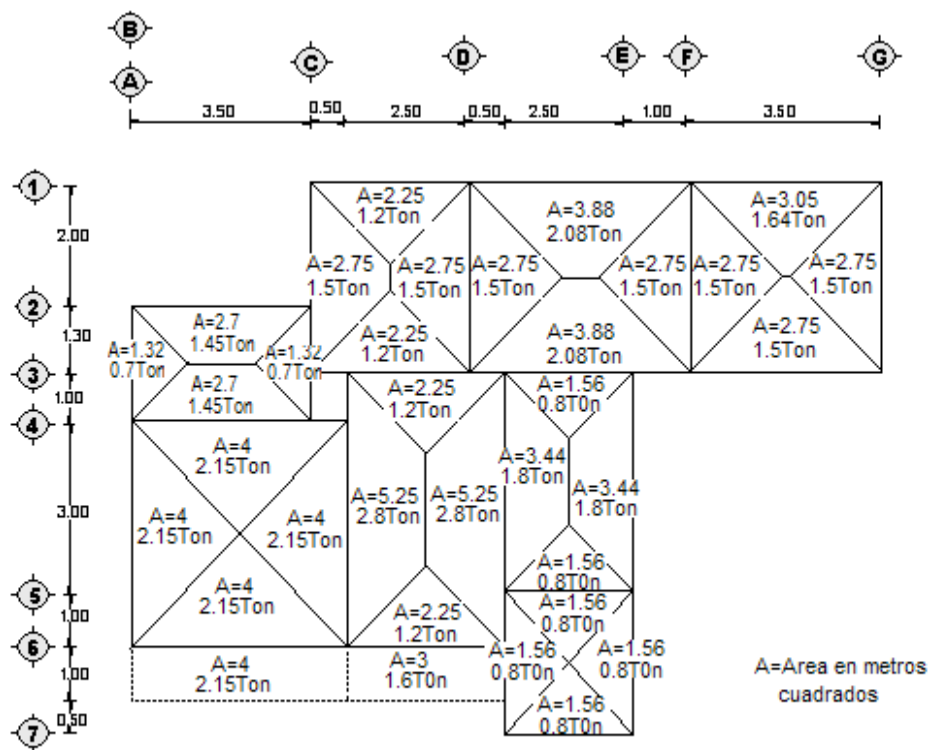 B
A
C
D
E
F
G
3.50
0.50
2.50
0.50
2.50
1.00
3.50
1
2.00
2
1.30
3
1.00
4
3.00
5
1.00
6
1.00
0.50
7
A=2.25
1.2Ton
A=2.75
1.5Ton
A=2.75
1.5Ton
A=2.25
1.2Ton
A=3.88
2.08Ton
A=2.75
1.5Ton
A=2.75
1.5Ton
A=3.88
2.08Ton
A=3.05
1.64Ton
A=2.75
1.5Ton
A=2.75
1.5Ton
A=2.75
1.5Ton
A=2.7
1.45Ton
A=1.32
0.7Ton
A=1.32
0.7Ton
A=2.7
1.45Ton
A=4
2.15Ton
A=4
2.15Ton
A=4
2.15Ton
A=4
2.15Ton
A=2.25
1.2Ton
A=5.25
2.8Ton
A=5.25
2.8Ton
A=2.25
1.2Ton
A=1.56
0.8T0n
A=3.44
1.8Ton
A=3.44
1.8Ton
A=1.56
0.8T0n
A=1.56
0.8T0n
A=1.56
0.8T0n
A=1.56
0.8T0n
A=1.56
0.8T0n
A=4
2.15Ton
A=3
1.6T0n
A=Area en metros
cuadrados